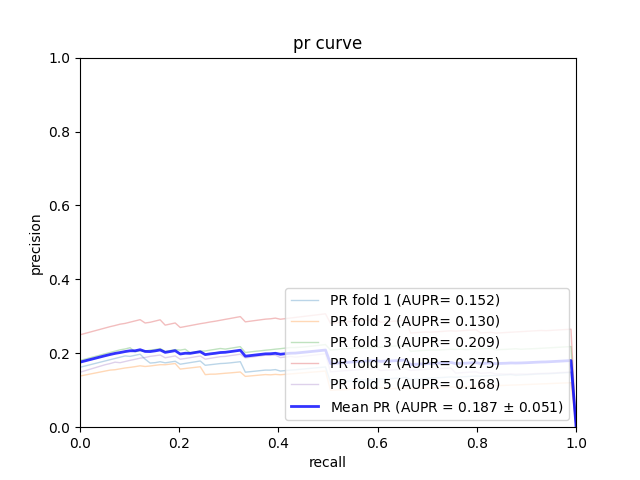 pr curve
1.0
0.8
0.6
0.4
0.2
0.0
precision
PR fold 1 (AUPR= 0.152)
PR fold 2 (AUPR= 0.130)
PR fold 3 (AUPR= 0.209)
PR fold 4 (AUPR= 0.275)
PR fold 5 (AUPR= 0.168)
Mean PR (AUPR = 0.187 ± 0.051)
0.0 0.2 0.4 0.6 0.8 1.0
recall